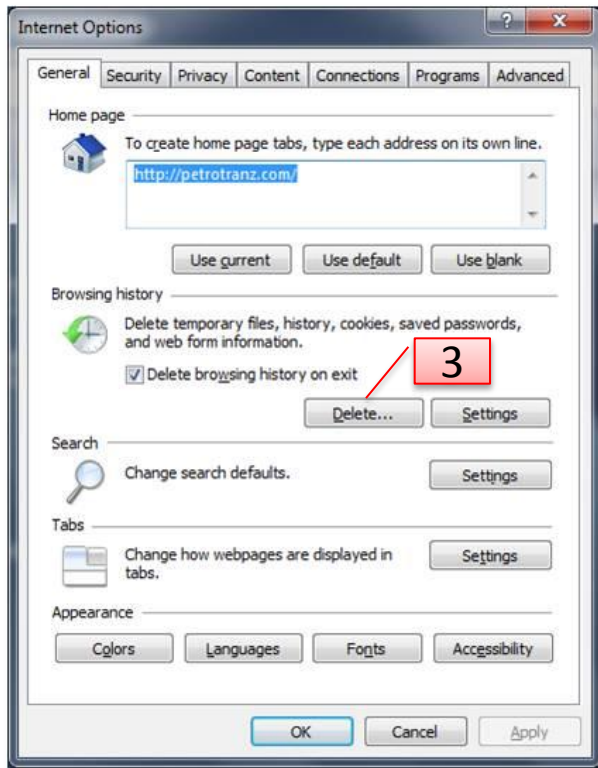 Internet Options
?
General Security Privacy Content Connections Programs Advanced
Home page
To create home page tabs, type each address on its own line.
http://petrotranz.com/
Use current Use default Use blank
Browsing history
Delete temporary files, history, cookies, saved passwords,
and web form information.
Delete browsing history on exit
3
Delete... Settings
Search
Change search defaults.
Settings
Tabs
Change how webpages are displayed in
tabs.
Settings
Appearance
Colors Languages Fonts Accessibility
OK Cancel Apply